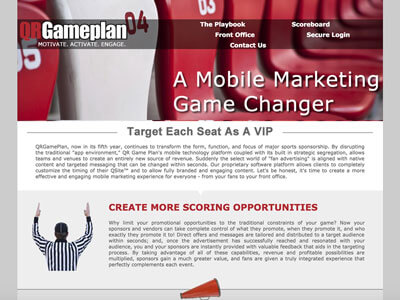 QRGameplan 04
MOTIVATE. ACTIVATE. ENGAGE.
The Playbook
Scoreboard
Front Office
Secure Login
Contact Us
03
05
A Mobile Marketing
Game Changer
Target Each Seat As A VIP
QRGamePlan, now in its fifth year, continues to transform the form, function, and focus of major sports sponsorship. By disrupting
the traditional "app environment," QR Game Plan's mobile technology platform coupled with its built in strategic segregation, allows
teams and venues to create an entirely new source of revenue. Suddenly the select world of "fan advertising" is aligned with native
content and targeted messaging that can be changed within seconds. Our proprietary software platform allows clients to completely
customize the timing of their QSite™ and to allow fully branded and engaging content. Let's be honest, it's time to create a more
effective and engaging mobile marketing experience for everyone - from your fans to your front office.
CREATE MORE SCORING OPPORTUNITIES
Why limit your promotional opportunities to the traditional constraints of your game? Now your
sponsors and vendors can take complete control of what they promote, when they promote it, and who
exactly they promote it to! Direct offers and messages are tailored and distributed to a target audience
within seconds; and, once the advertisement has successfully reached and resonated with your
audience, you and your sponsors are instantly provided with valuable feedback that aids in the targeting
process. By taking advantage of all of these capabilities, revenue and profitable possibilities are
multiplied, sponsors gain a much greater value, and fans are given a truly integrated experience that
perfectly complements each event.